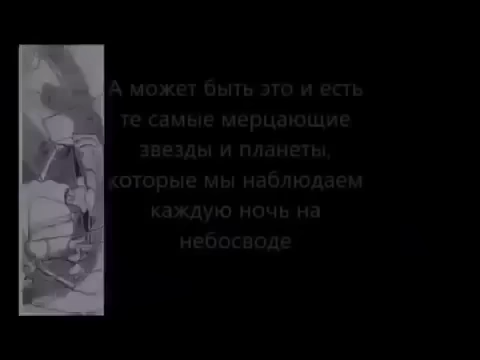 А может быть это и есть
те самые мерцающие
звезды и планеты,
которые мы наблюдаем
каждую ночь на
небосводе